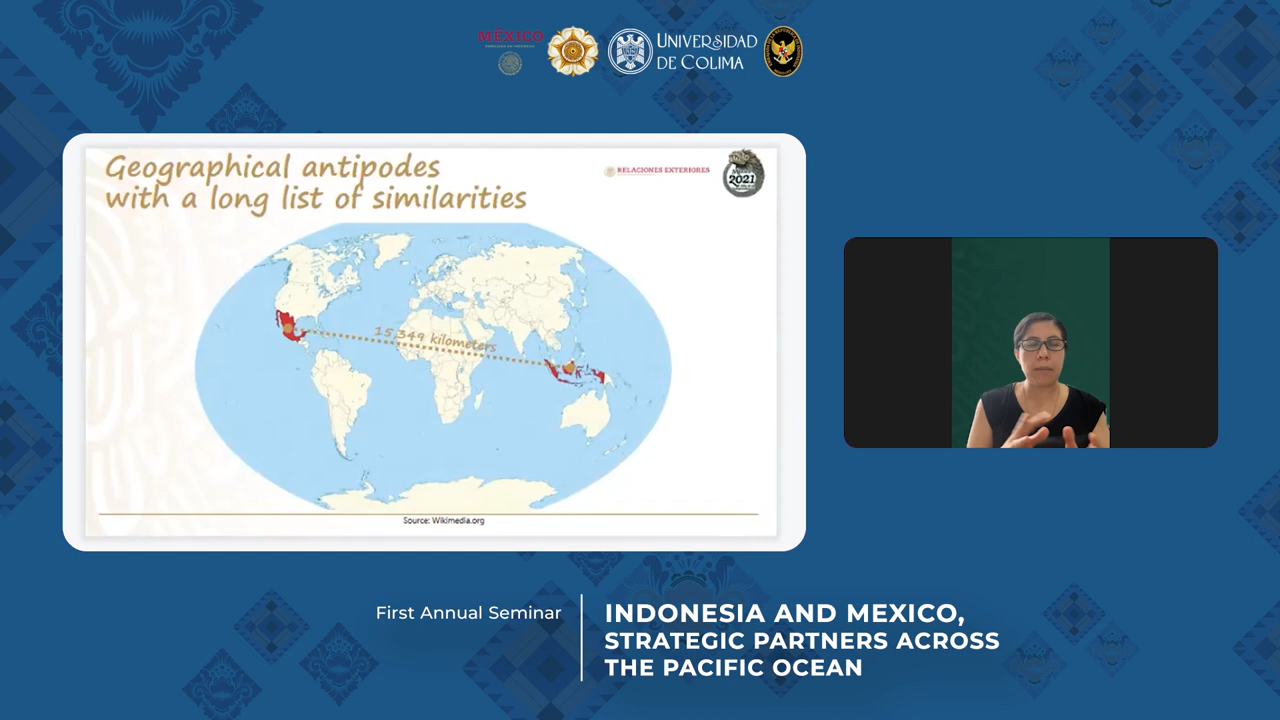 MÉXICO
UNIVERSIDAD
DE COLIMA
Geographical antipodes
with a long list of similarities
RELACIONES EXTERIORES
2021
15,349 kilometers
Source: Wikimedia.org
First Annual Seminar
INDONESIA AND MEXICO,
STRATEGIC PARTNERS ACROSS
THE PACIFIC OCEAN